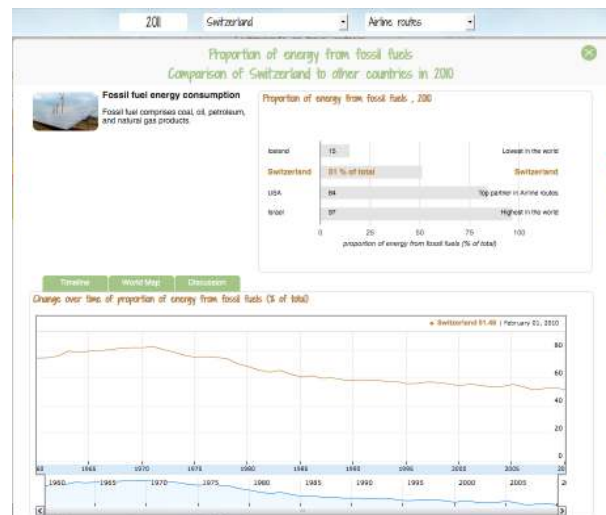 2011 Switzerland Airline routes
Proportion of energy from fossil fuels
Comparison of Switzerland to other countries in 2010
Fossil fuel energy consumption
Fossil fuel comprises coal, oil, petroleum,
and natural gas products.
Proportion of energy from fossil fuels , 2010
Iceland 15 Lowest in the world
Switzerland 51 % of total Switzerland
USA 84 Top partner in Airline routes
Israel 97 Highest in the world
0 25 50 75 100
proportion of energy from fossil fuels (% of total)
Timeline World Map Discussion
Change over time of proportion of energy from fossil fuels (% of total)
Switzerland 51.46 | February 01, 2010
80
60
40
20
0
60 1965 1970 1975 1980 1985 1990 1995 2000 2005 20
1960 1965 1970 1975 1980 1985 1990 1995 2000 2005 2